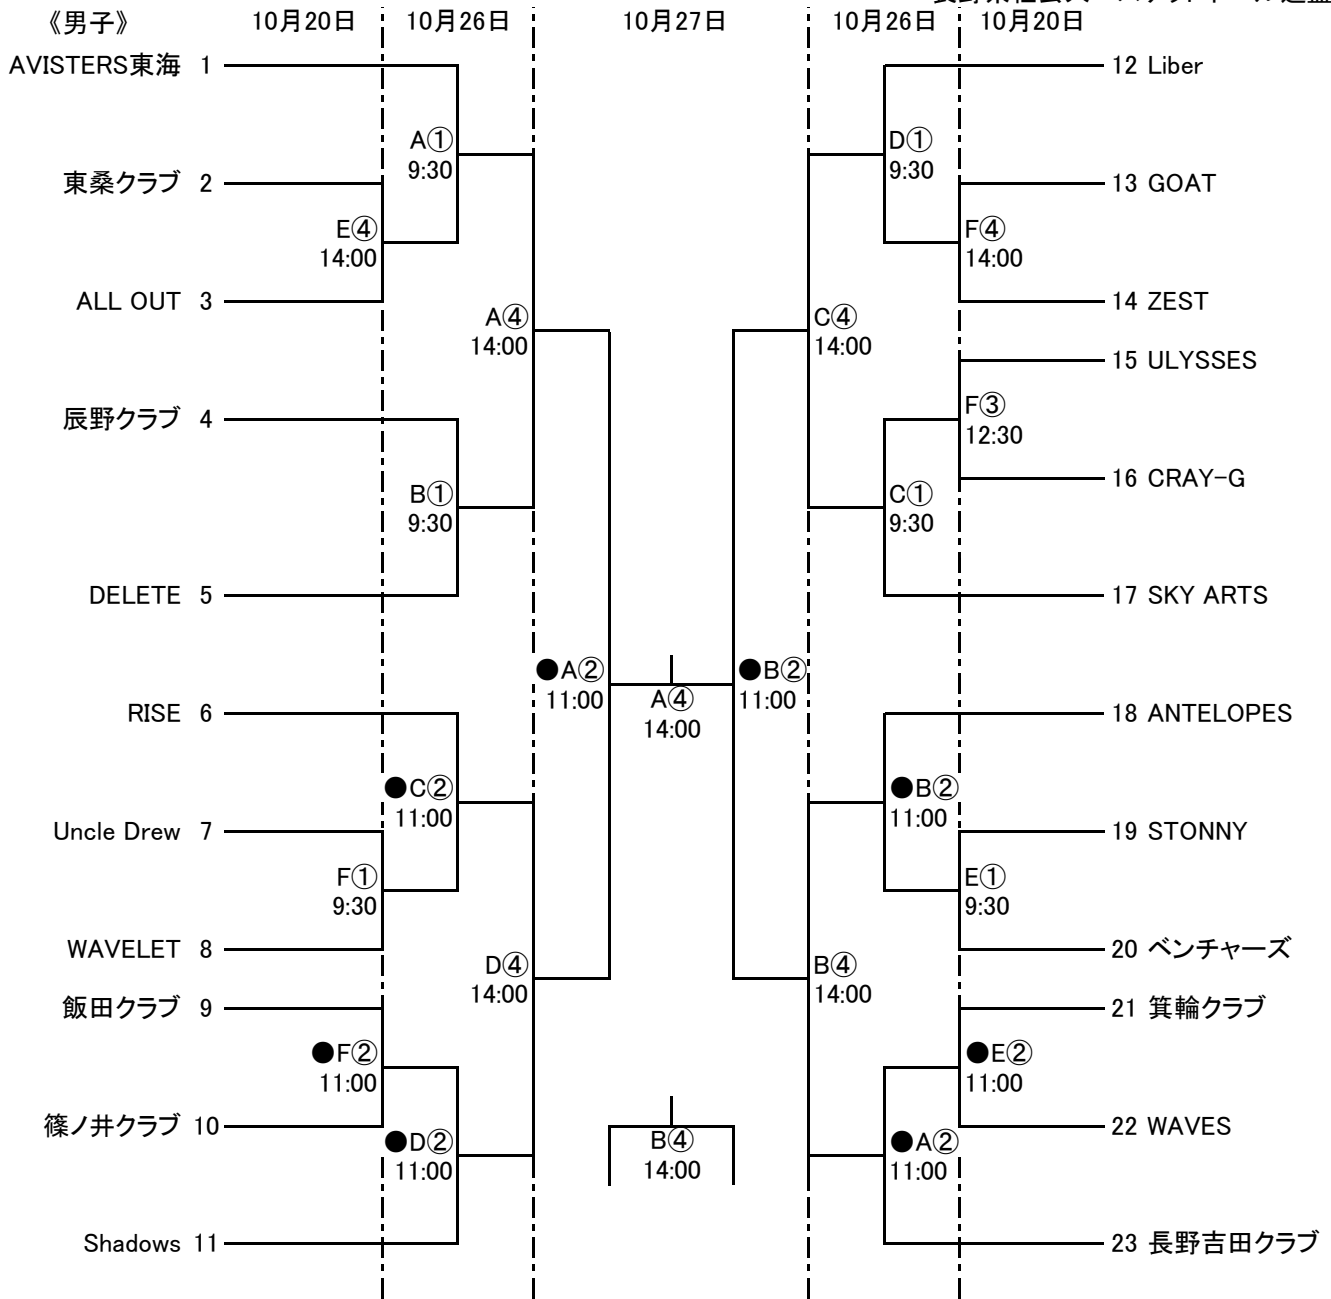 《男子》 10月20日 10月26日 10月27日 10月26日 10月20日
AVISTERS東海 1
東桑クラブ 2
ALL OUT 3
辰野クラブ 4
DELETE 5
RISE 6
Uncle Drew 7
WAVELET 8
飯田クラブ 9
篠ノ井クラブ 10
Shadows 11
E④
14:00
F①
9:30
●F②
11:00
A①
9:30
B①
9:30
●C②
11:00
●D②
11:00
A④
14:00
D④
14:00
●A②
11:00
A④
14:00
B④
14:00
●B②
11:00
C④
14:00
B④
14:00
D①
9:30
C①
9:30
●B②
11:00
●A②
11:00
F④
14:00
F③
12:30
E①
9:30
●E②
11:00
12 Liber
13 GOAT
14 ZEST
15 ULYSSES
16 CRAY-G
17 SKY ARTS
18 ANTELOPES
19 STONNY
20 ベンチャーズ
21 箕輪クラブ
22 WAVES
23 長野吉田クラブ